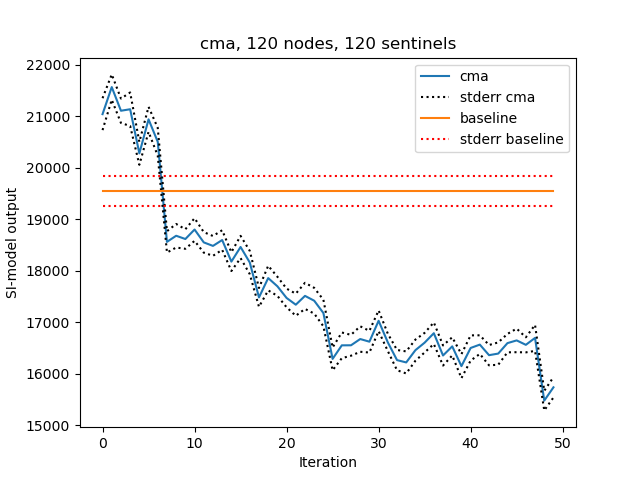 cma, 120 nodes, 120 sentinels
22000
21000
20000
19000
18000
17000
16000
15000
SI-model output
cma
stderr cma
baseline
stderr baseline
0 10 20 30 40 50
Iteration